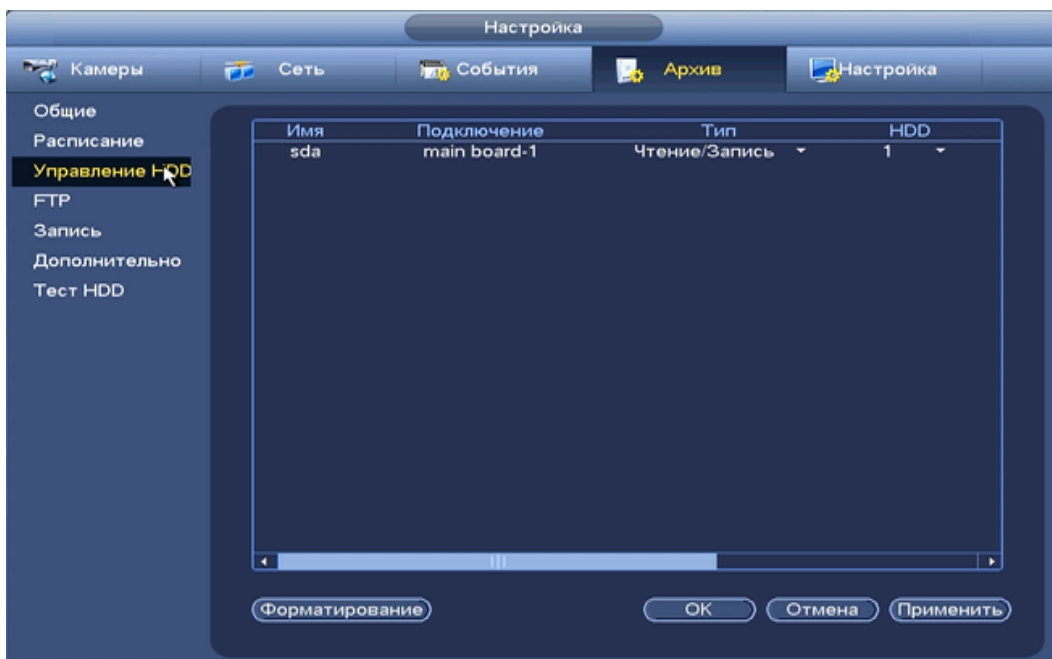 Настройка
Камеры Сеть События Архив Настройка
Общие
Расписание
Управление HDD
FTP
Запись
Дополнительно
Тест HDD
Имя Подключение Тип HDD
sda main board-1 Чтение/Запись 1
Форматирование OK Отмена Применить